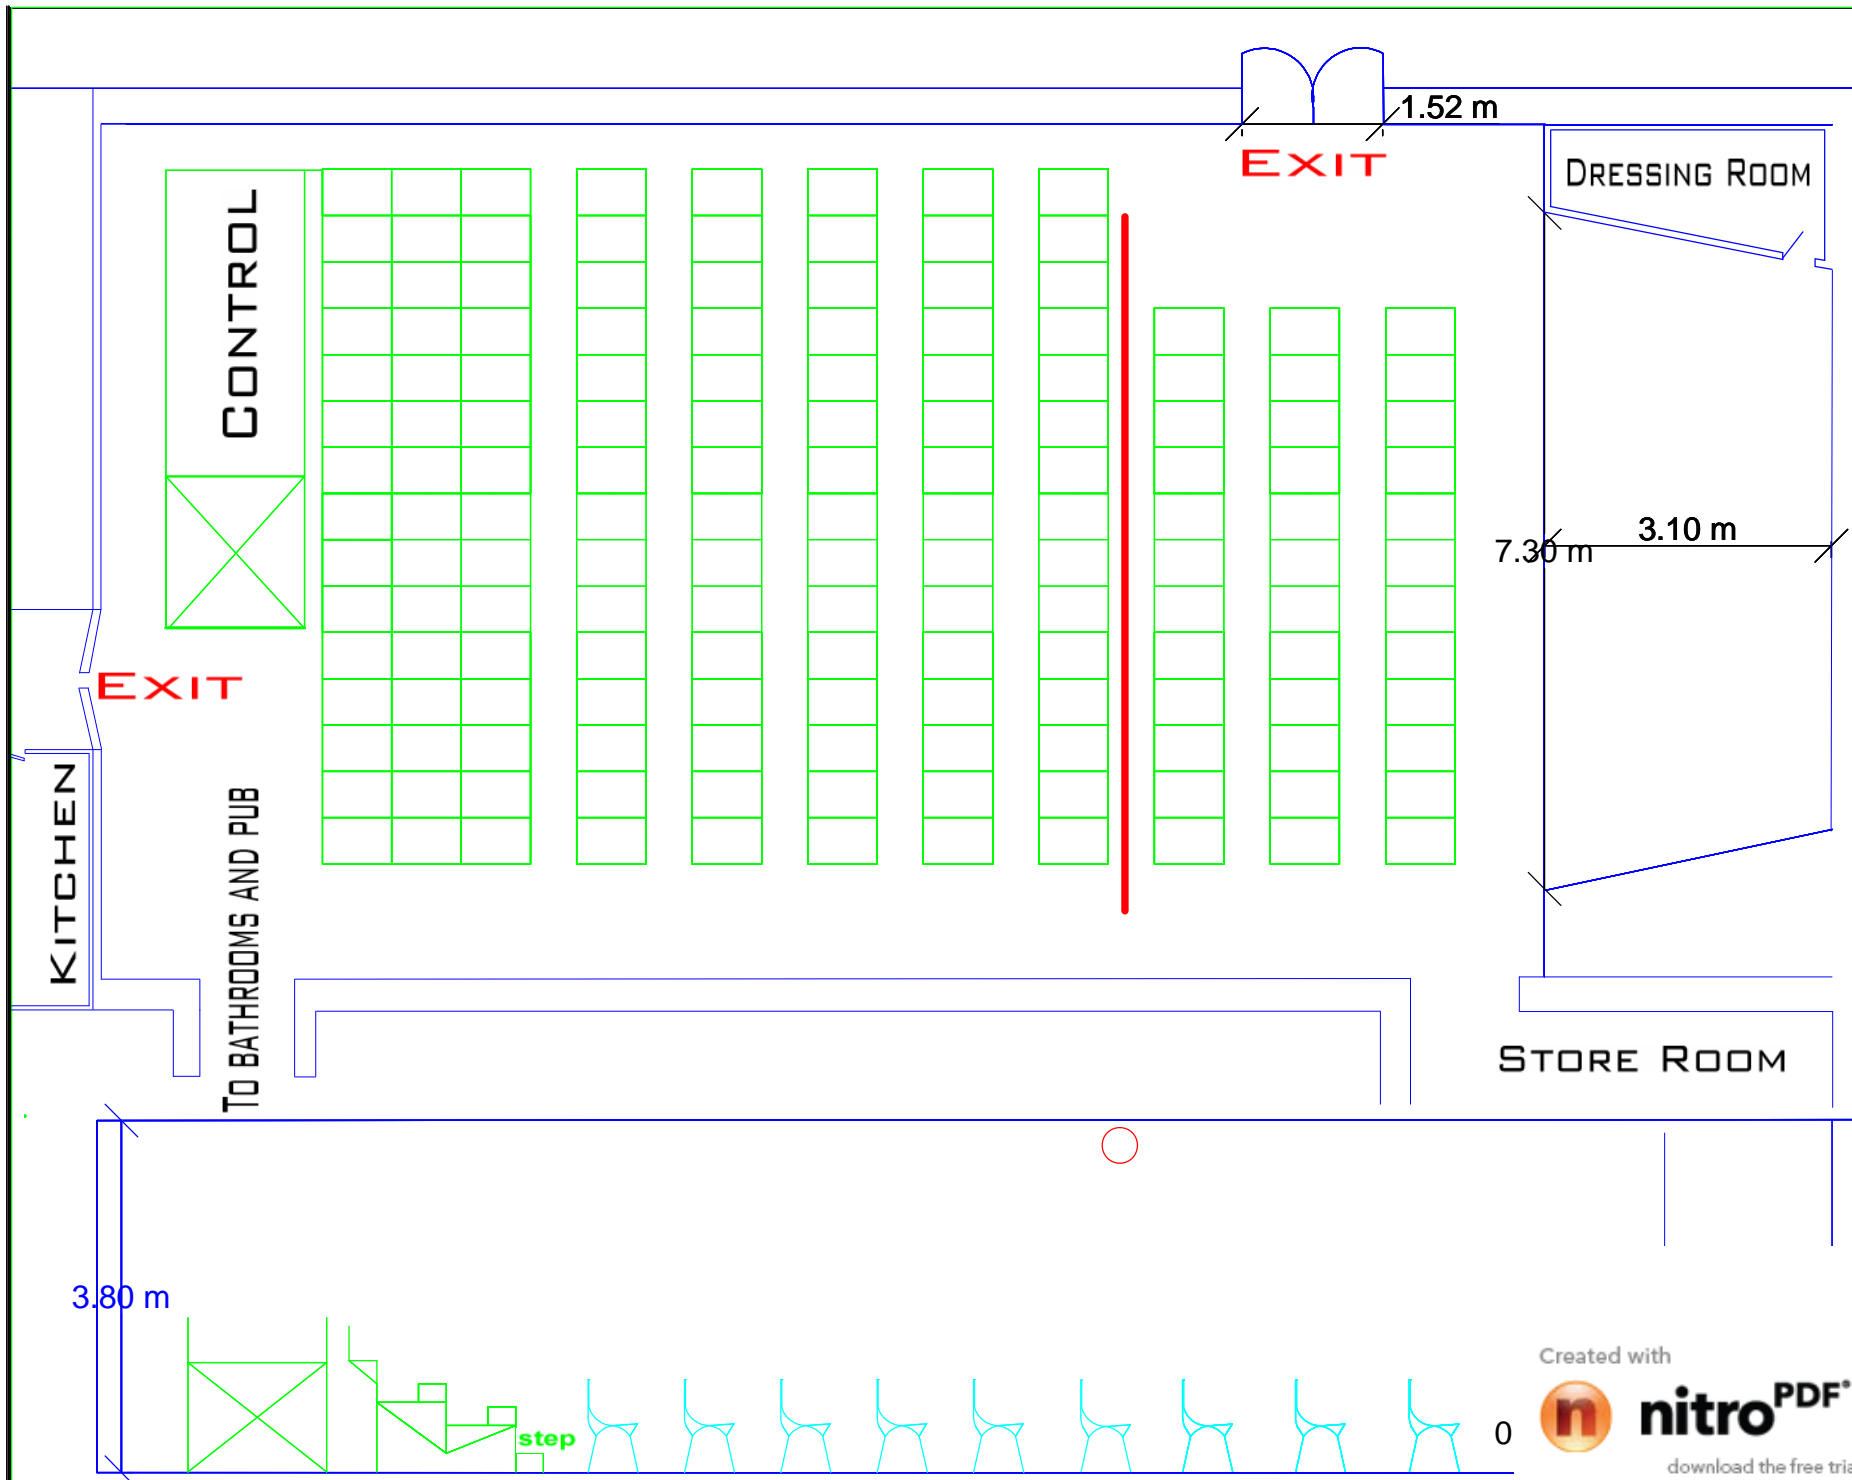 1.52 m
EXIT
DRESSING ROOM
CONTROL
3.10 m
7.30 m
EXIT
KITCHEN
TO BATHROOMS AND PUB
STORE ROOM
3.80 m
step
0
Created with
nitroPDF
download the free tria